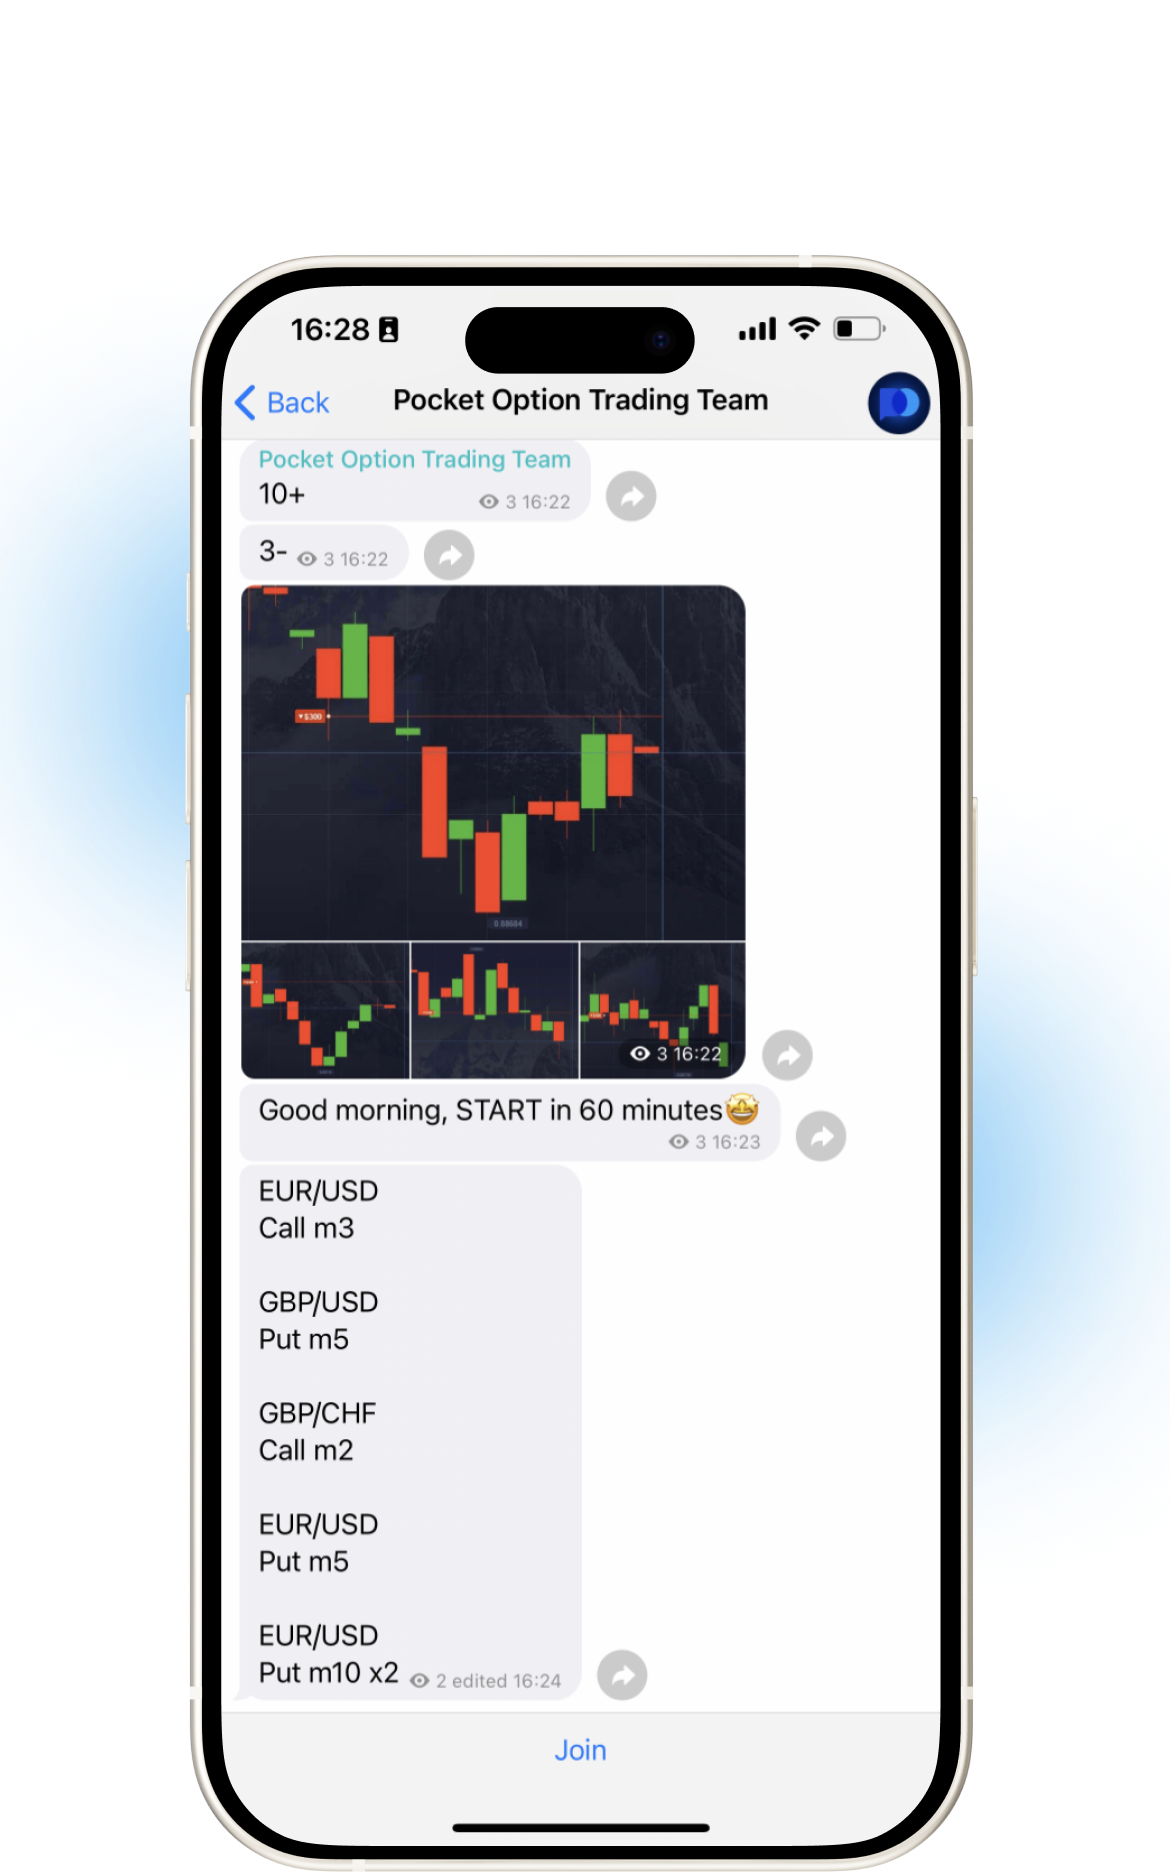 16:28
Back
Pocket Option Trading Team
Pocket Option Trading Team
10+
3 16:22
3-
3 16:22
$300
0.88684
3 16:22
Good morning, START in 60 minutes🤩
3 16:23
EUR/USD
Call m3
GBP/USD
Put m5
GBP/CHF
Call m2
EUR/USD
Put m5
EUR/USD
Put m10 x2
2 edited 16:24
Join